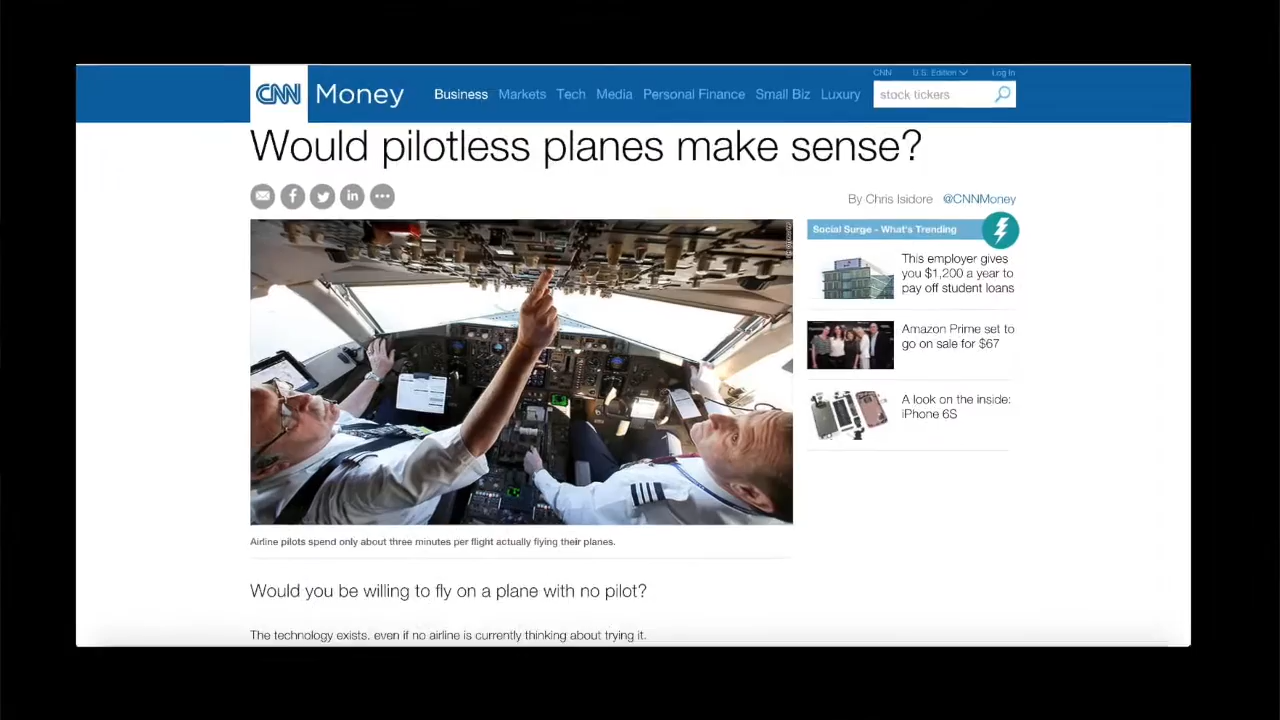 CNN U.S. Edition Log In
CNN Money Business Markets Tech Media Personal Finance Small Biz Luxury stock tickers
Would pilotless planes make sense?
By Chris Isidore @CNNMoney
Social Surge - What's Trending
This employer gives
you $1,200 a year to
pay off student loans
Amazon Prime set to
go on sale for $67
A look on the inside:
iPhone 6S
Airline pilots spend only about three minutes per flight actually flying their planes.
Would you be willing to fly on a plane with no pilot?
The technology exists, even if no airline is currently thinking about trying it.